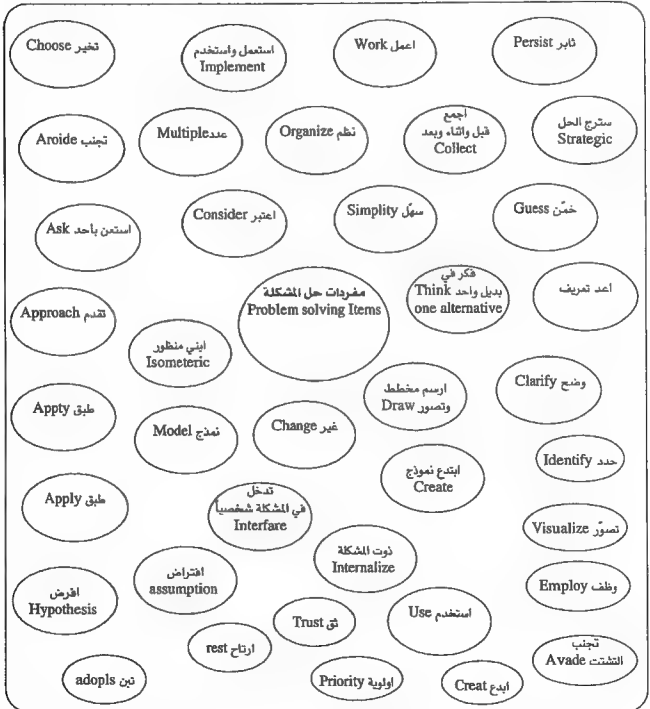 Choose تخير
استعمل واستخدم
Implement
Work اعمل
Persist ثابر
Aroide تجنب
Multiple عدد
Organize نظم
أجمع
قبل واثناء وبعد
Collect
سترج الحل
Strategic
Ask استعن بأحد
Consider اعتبر
Simplity سهّل
Guess خمّن
Approach تقدم
ابني منظور
Isometeric
مفردات حل المشكلة
Problem solving Items
فكر في
Think بديل واحد
one alternative
أعد تعريف
Appty طبق
Model نمذج
Change غير
ارسم مخطط
Draw وتصور
Clarify وضح
Apply طبق
تدخل
في المشكلة شخصياً
Interfare
ابتدع نموذج
Create
Identify حدد
Visualize تصوّر
افرض
Hypothesis
افتراض
assumption
ذوت المشكلة
Internalize
Employ وظف
rest ارتاح
Trust ثق
Use استخدم
تجنب
Avade التشتت
adopls تبن
Priority اولوية
Creat ابدع